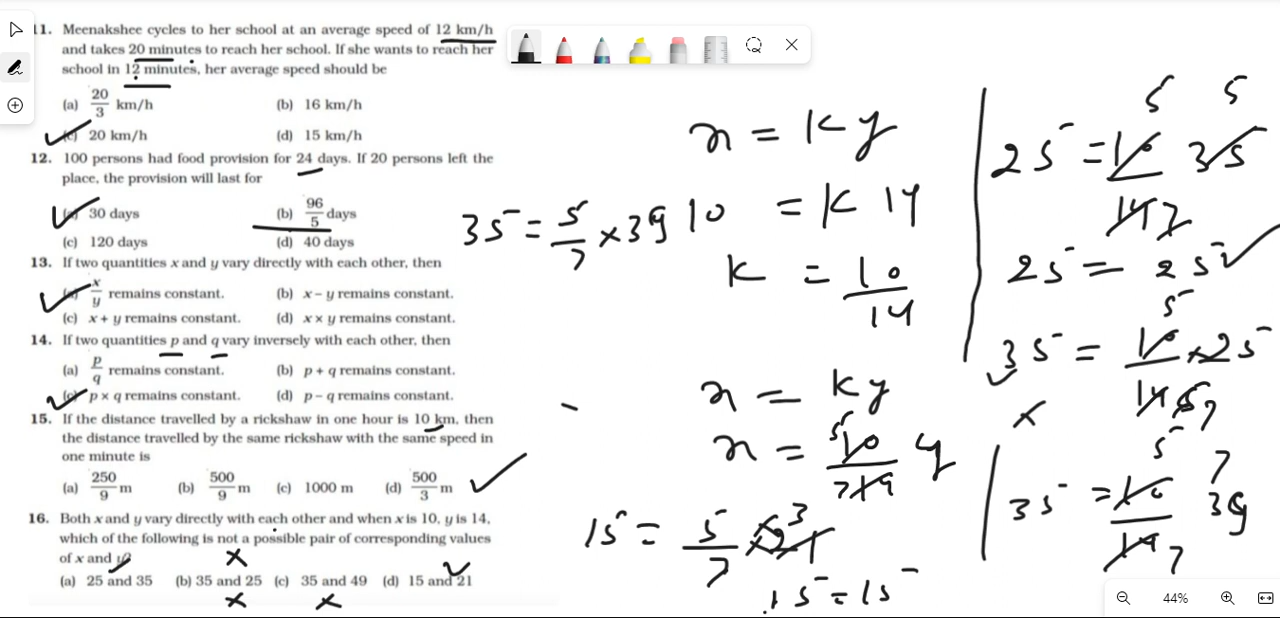 11. Meenakshee cycles to her school at an average speed of 12 km/h
and takes 20 minutes to reach her school. If she wants to reach her
school in 12 minutes, her average speed should be
(a) 20/3 km/h (b) 16 km/h
(c) 20 km/h (d) 15 km/h
12. 100 persons had food provision for 24 days. If 20 persons left the
place, the provision will last for
30 days (b) 96/5 days
(c) 120 days (d) 40 days
13. If two quantities x and y vary directly with each other, then
x/y remains constant. (b) x - y remains constant.
(c) x + y remains constant. (d) x × y remains constant.
14. If two quantities p and q vary inversely with each other, then
(a) p/q remains constant. (b) p + q remains constant.
(c) p × q remains constant. (d) p - q remains constant.
15. If the distance travelled by a rickshaw in one hour is 10 km, then
the distance travelled by the same rickshaw with the same speed in
one minute is
(a) 250/9 m (b) 500/9 m (c) 1000 m (d) 500/3 m
16. Both x and y vary directly with each other and when x is 10, y is 14,
which of the following is not a possible pair of corresponding values
of x and y?
(a) 25 and 35 (b) 35 and 25 (c) 35 and 49 (d) 15 and 21
x = ky
10 = k 14
k = 10/14
35 = 5/7 × 39
x = ky
x = 10/14 y
5
7
15 = 5/7 × 21
3
15 = 15
5 5
25 = 10/14 35
7
25 = 25
5
35 = 10/14 × 25
7
5 7
35 = 10/14 39
7
44%